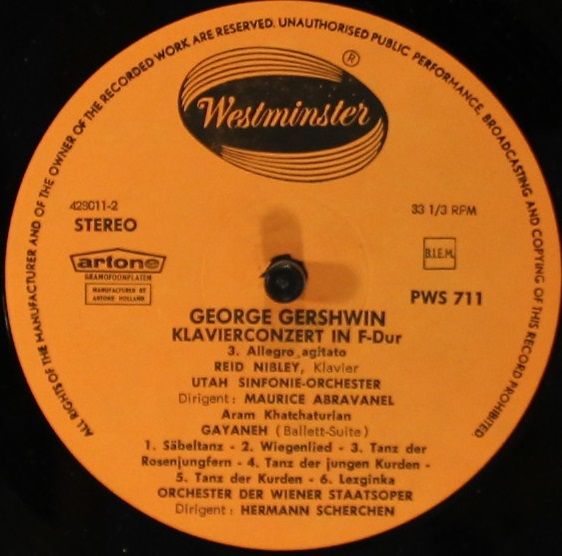 ALL RIGHTS OF THE MANUFACTURER AND OF THE OWNER OF THE RECORDED WORK ARE RESERVED. UNAUTHORISED PUBLIC PERFORMANCE, BROADCASTING AND COPYING OF THIS RECORD PROHIBITED.
®
Westminster
429011-2
33 1/3 RPM
STEREO
artone
GRAMOFOONPLATEN
MANUFACTURED BY
ARTONE HOLLAND
B.I.E.M.
PWS 711
GEORGE GERSHWIN
KLAVIERCONZERT IN F-Dur
3. Allegro agitato
REID NIBLEY, Klavier
UTAH SINFONIE-ORCHESTER
Dirigent: MAURICE ABRAVANEL
Aram Khatchaturian
GAYANEH (Ballett-Suite)
1. Säbeltanz - 2. Wiegenlied - 3. Tanz der
Rosenjungfern - 4. Tanz der jungen Kurden -
5. Tanz der Kurden - 6. Lezginka
ORCHESTER DER WIENER STAATSOPER
Dirigent: HERMANN SCHERCHEN